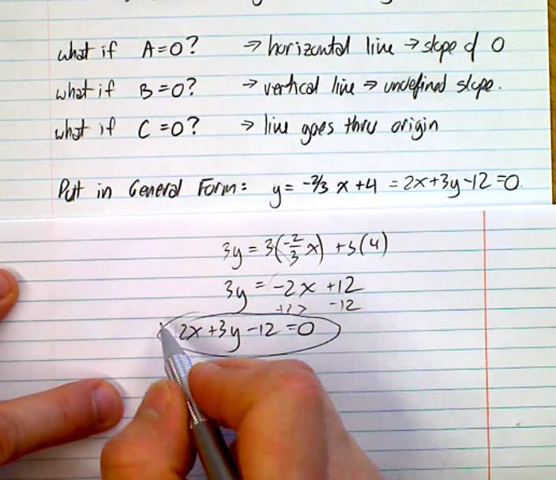 what if A=0? → horizontal line → slope of 0
what if B=0? → vertical line → undefined slope.
what if C=0? → line goes thru origin
Put in General Form: y = -2/3 x + 4 = 2x+3y-12=0.
3y = 3(-2/3 x) + 3(4)
3y = -2x + 12
-12
2x+3y-12=0